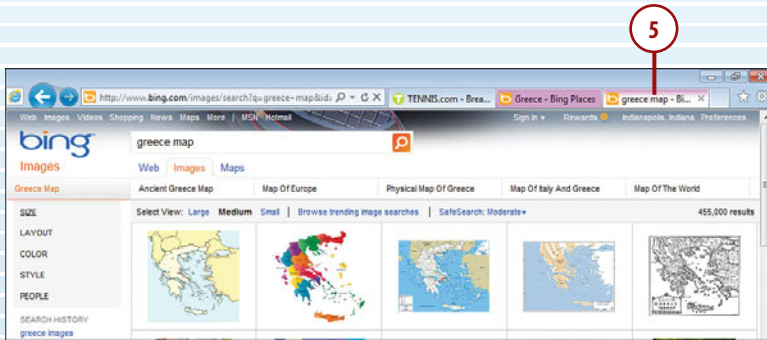 5
http://www.bing.com/images/search?q=greece+map&id=
TENNIS.com - Brea...
Greece - Bing Places
greece map - Bi...
Web Images Videos Shopping News Maps More | MSN Hotmail
Sign in
Rewards
Indianapolis, Indiana
Preferences
bing
greece map
Images
Web Images Maps
Greece Map
Ancient Greece Map
Map Of Europe
Physical Map Of Greece
Map Of Italy And Greece
Map Of The World
SIZE
Select View: Large Medium Small | Browse trending image searches | SafeSearch: Moderate
455,000 results
LAYOUT
COLOR
STYLE
PEOPLE
SEARCH HISTORY
greece images